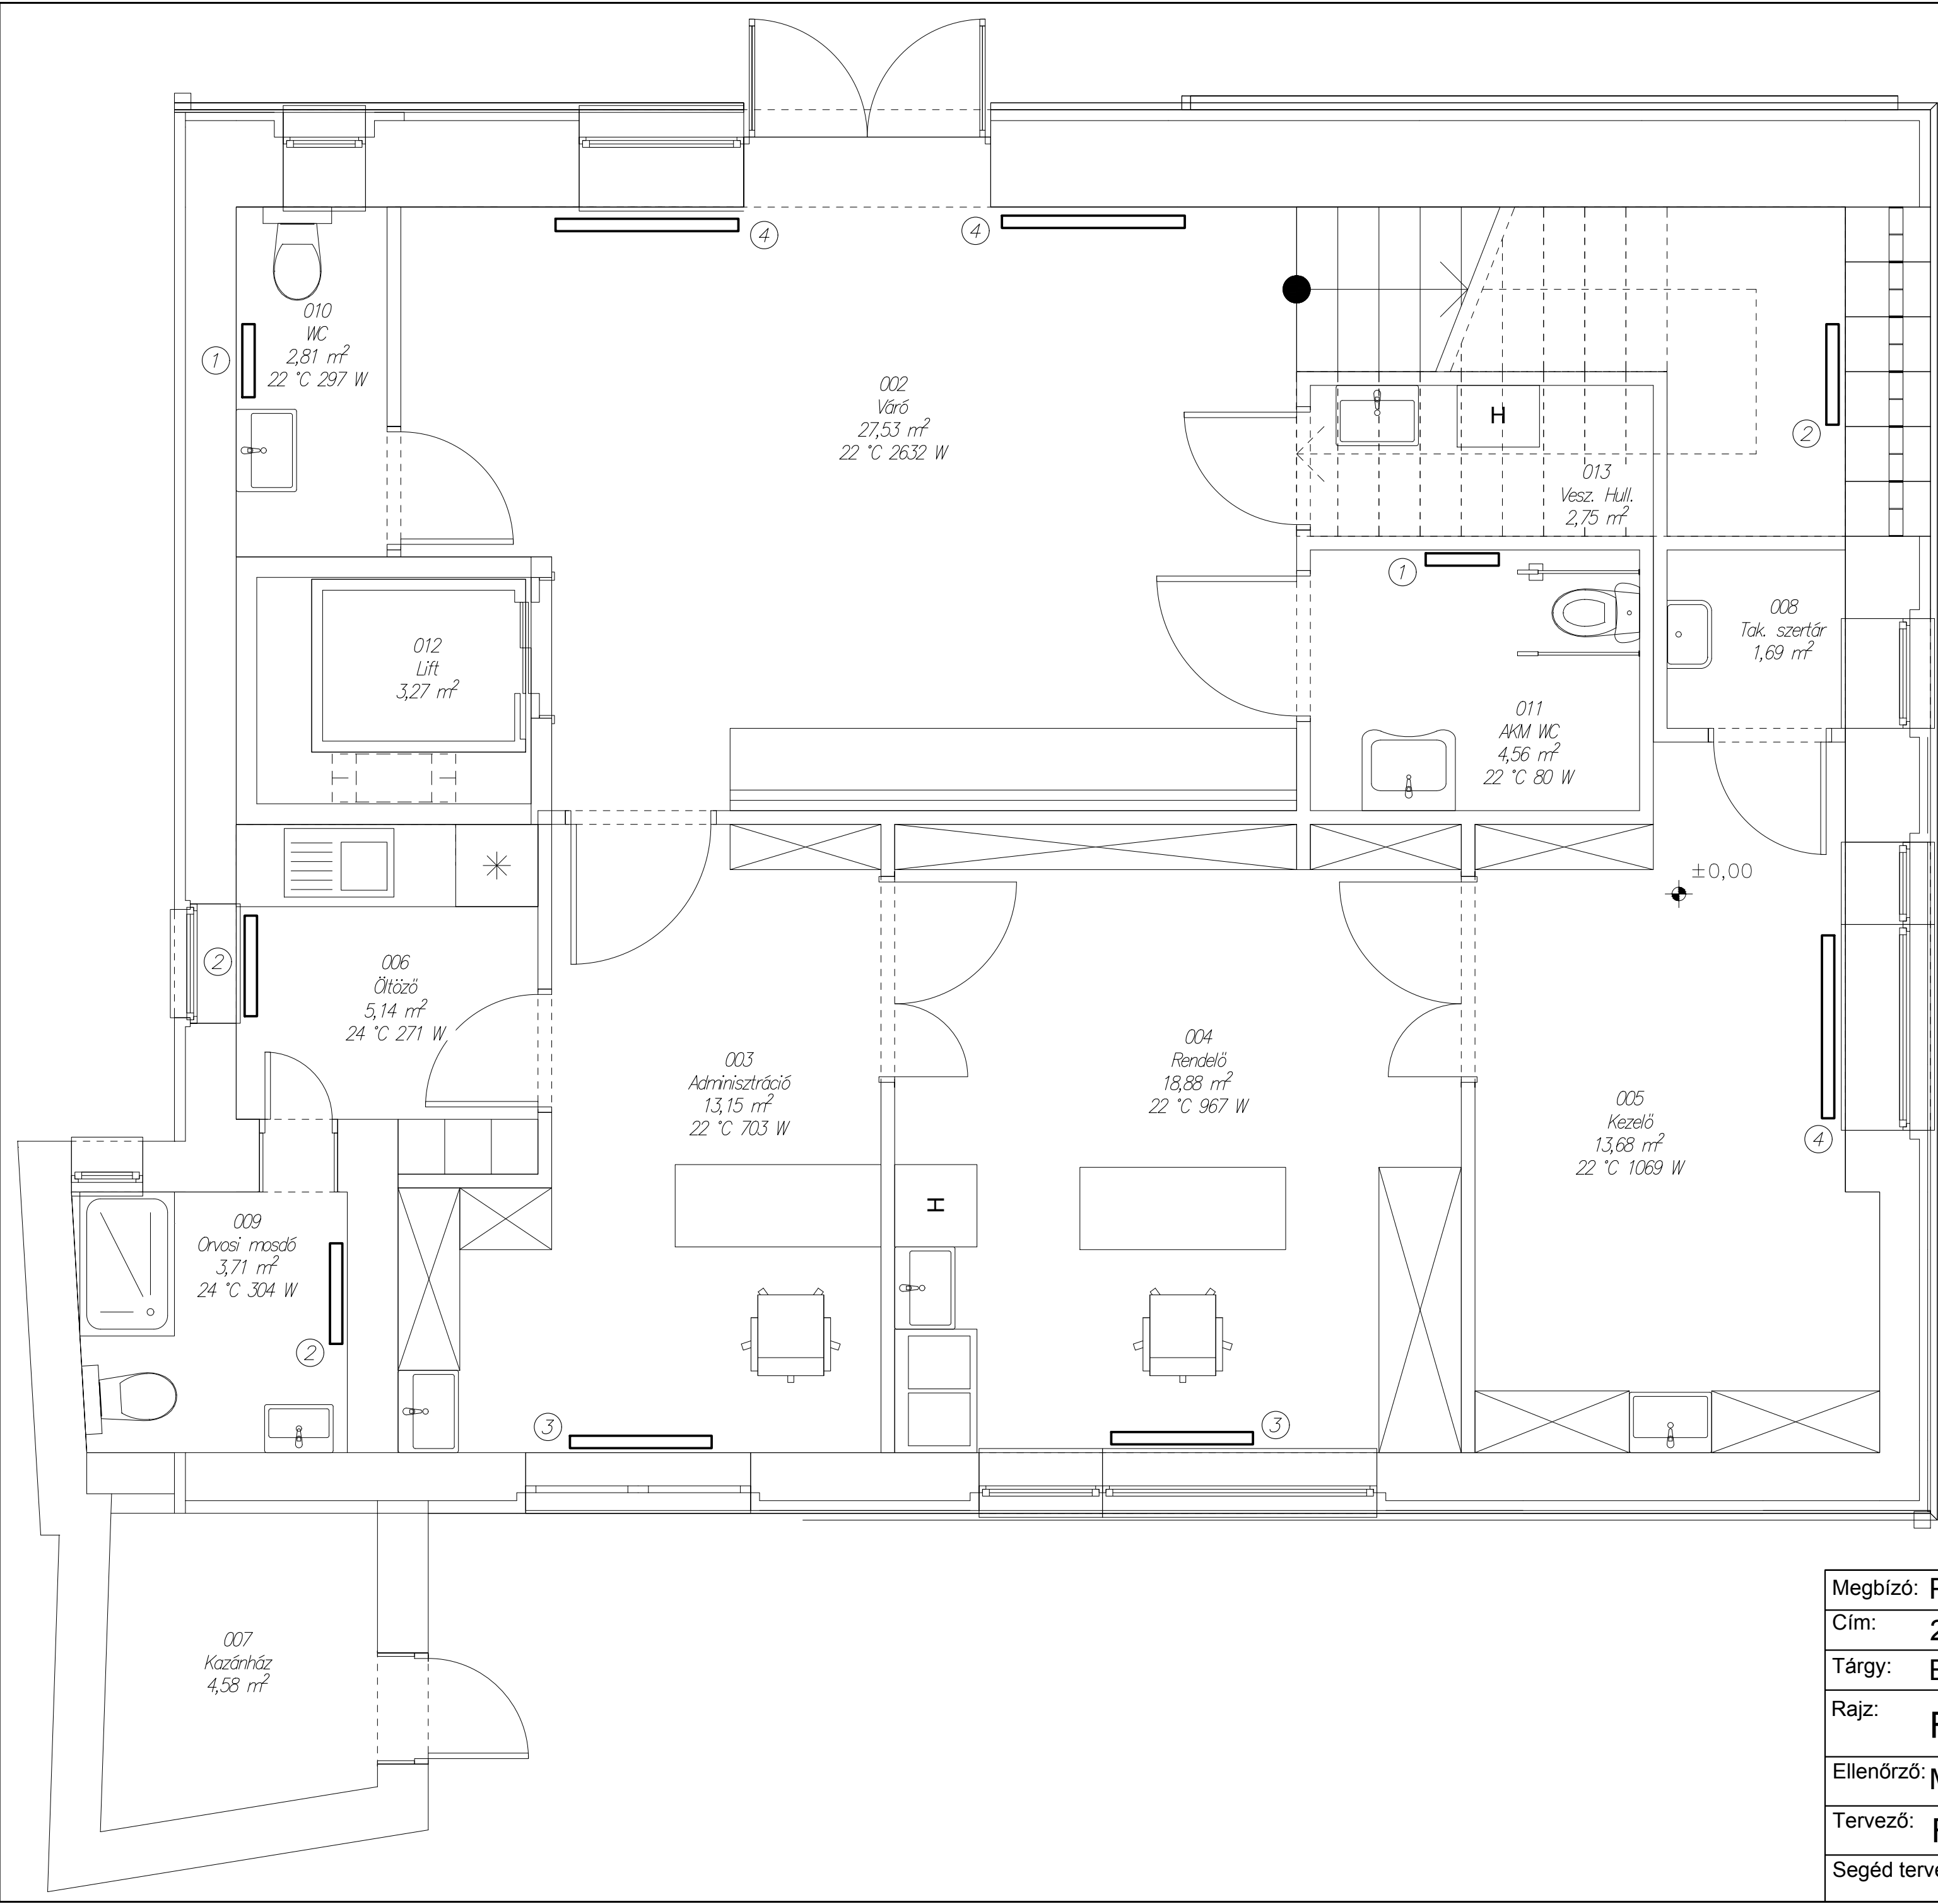 4
4
010
WC
2,81 m²
22 °C 297 W
1
002
Váró
27,53 m²
22 °C 2632 W
H
2
013
Vesz. Hull.
2,75 m²
1
012
Lift
3,27 m²
008
Tak. szertár
1,69 m²
011
AKM WC
4,56 m²
22 °C 80 W
±0,00
2
006
Öltöző
5,14 m²
24 °C 271 W
003
Adminisztráció
13,15 m²
22 °C 703 W
004
Rendelő
18,88 m²
22 °C 967 W
005
Kezelő
13,68 m²
22 °C 1069 W
4
H
009
Orvosi mosdó
3,71 m²
24 °C 304 W
2
3
3
007
Kazánház
4,58 m²
Megbízó:
Cím: 2
Tárgy:
Rajz:
Ellenőrző:
Tervező:
Segéd